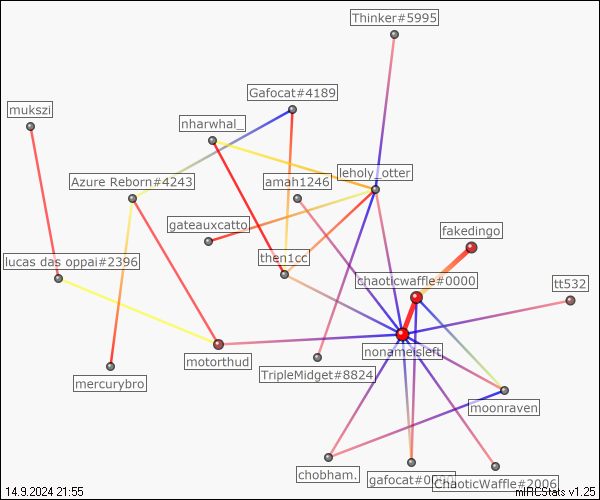 Thinker#5995
Gafocat#4189
mukszi
nharwhal_
leholy_otter
Azure Reborn#4243
amah1246
gateauxcatto
fakedingo
then1cc
lucas das oppai#2396
chaoticwaffle#0000
tt532
nonameisleft
motorthud
TripleMidget#8824
mercurybro
moonraven
chobham.
gafocat#0000
ChaoticWaffle#2006
14.9.2024 21:55
mIRCStats v1.25